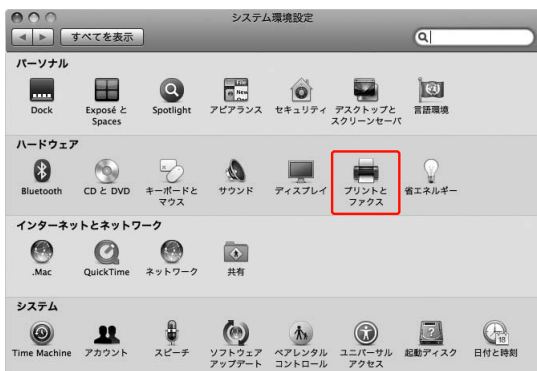 システム環境設定
すべてを表示
パーソナル
Dock
Exposé と
Spaces
Spotlight
アピアランス
セキュリティ
デスクトップと
スクリーンセーバ
言語環境
ハードウェア
Bluetooth
CD と DVD
キーボードと
マウス
サウンド
ディスプレイ
プリントと
ファクス
省エネルギー
インターネットとネットワーク
.Mac
QuickTime
ネットワーク
共有
システム
Time Machine
アカウント
スピーチ
ソフトウェア
アップデート
ペアレンタル
コントロール
ユニバーサル
アクセス
起動ディスク
18
日付と時刻